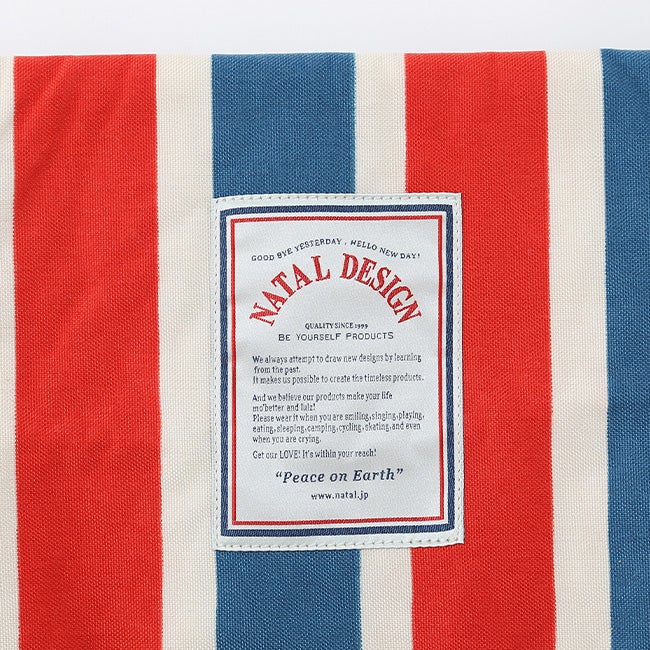 GOOD BYE YESTERDAY , HELLO NEW DAY!
NATAL DESIGN
QUALITY SINCE 1999
BE YOURSELF PRODUCTS
We always attempt to draw new designs by learning
from the past.
It makes us possible to create the timeless products.
And we believe our products make your life
mo'better and lulz!
Please wear it when you are smiling,singing,playing,
eating,sleeping,camping,cycling,skating,and even
when you are crying.
Get our LOVE! It's within your reach!
"Peace on Earth"
www.natal.jp